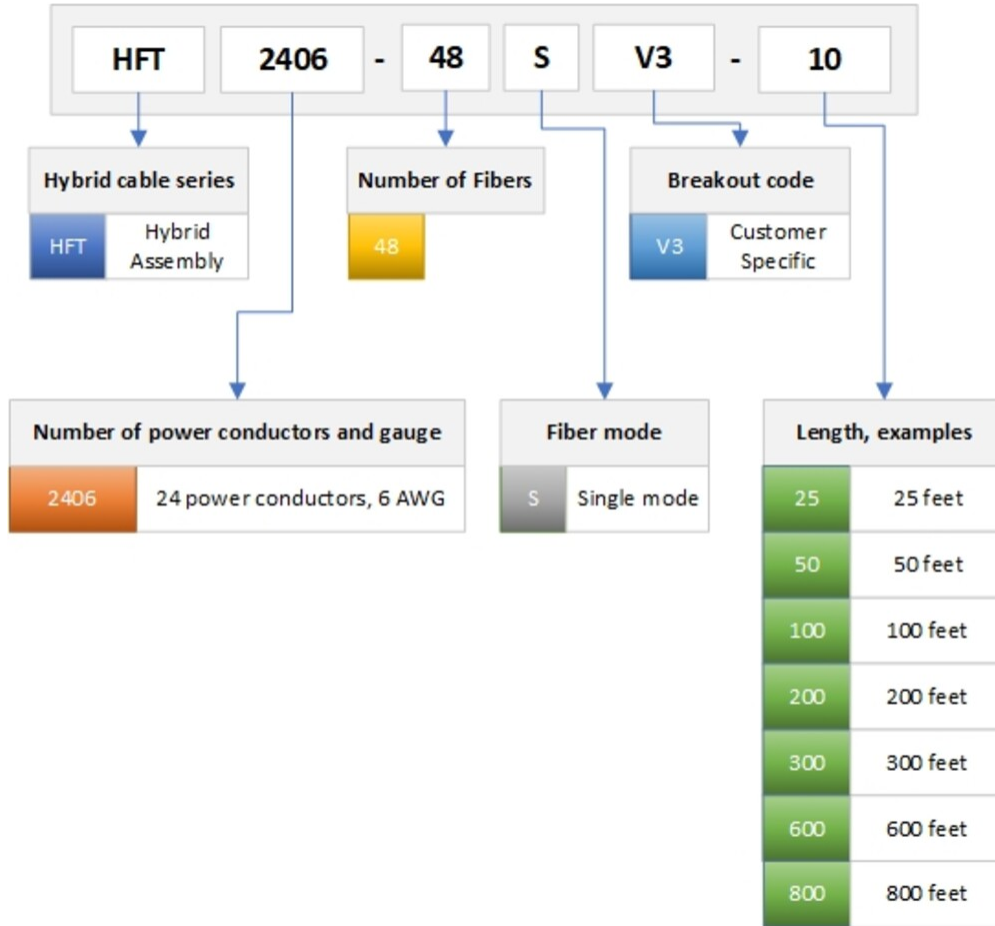 HFT 2406 - 48 S V3 - 10
Hybrid cable series
HFT Hybrid
Assembly
Number of Fibers
48
Breakout code
V3 Customer
Specific
Number of power conductors and gauge
2406 24 power conductors, 6 AWG
Fiber mode
S Single mode
Length, examples
25 25 feet
50 50 feet
100 100 feet
200 200 feet
300 300 feet
600 600 feet
800 800 feet